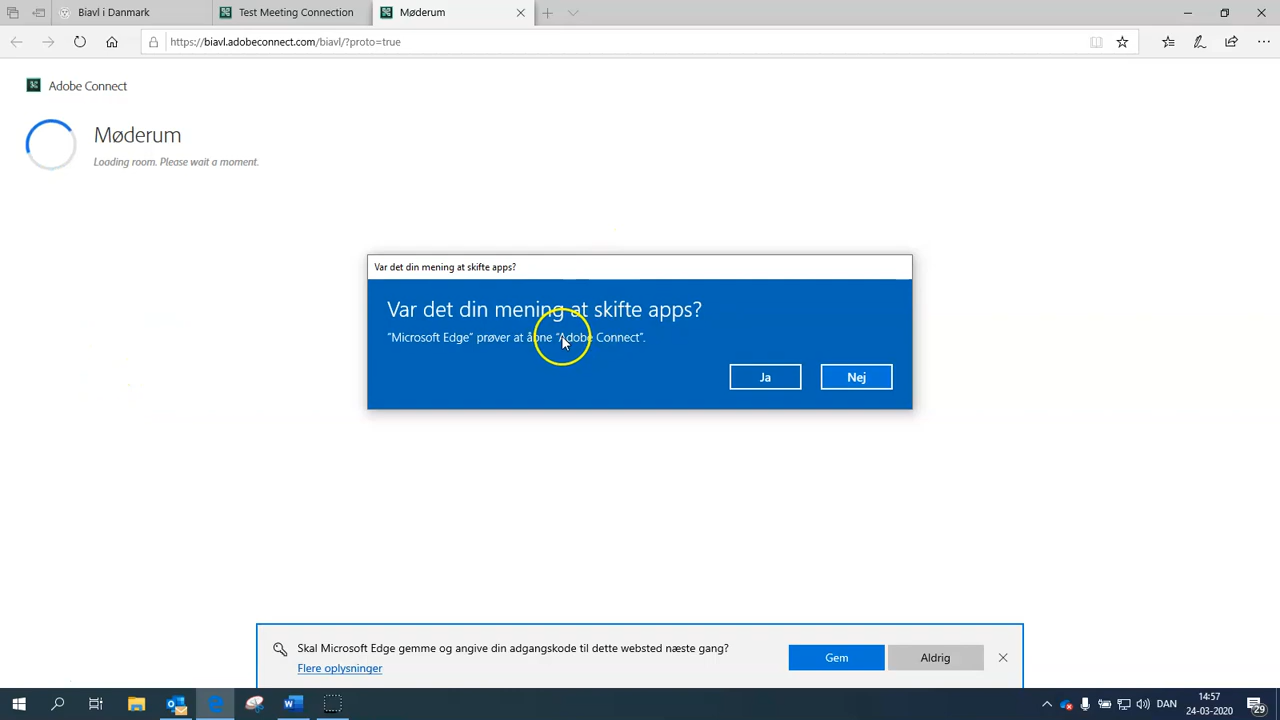 Biavl i Danmark
Test Meeting Connection
Møderum
https://biavl.adobeconnect.com/biavl/?proto=true
Adobe Connect
Møderum
Loading room. Please wait a moment.
Var det din mening at skifte apps?
Var det din mening at skifte apps?
"Microsoft Edge" prøver at åbne "Adobe Connect".
Ja
Nej
Skal Microsoft Edge gemme og angive din adgangskode til dette websted næste gang?
Flere oplysninger
Gem
Aldrig
DAN
14:57
24-03-2020
29